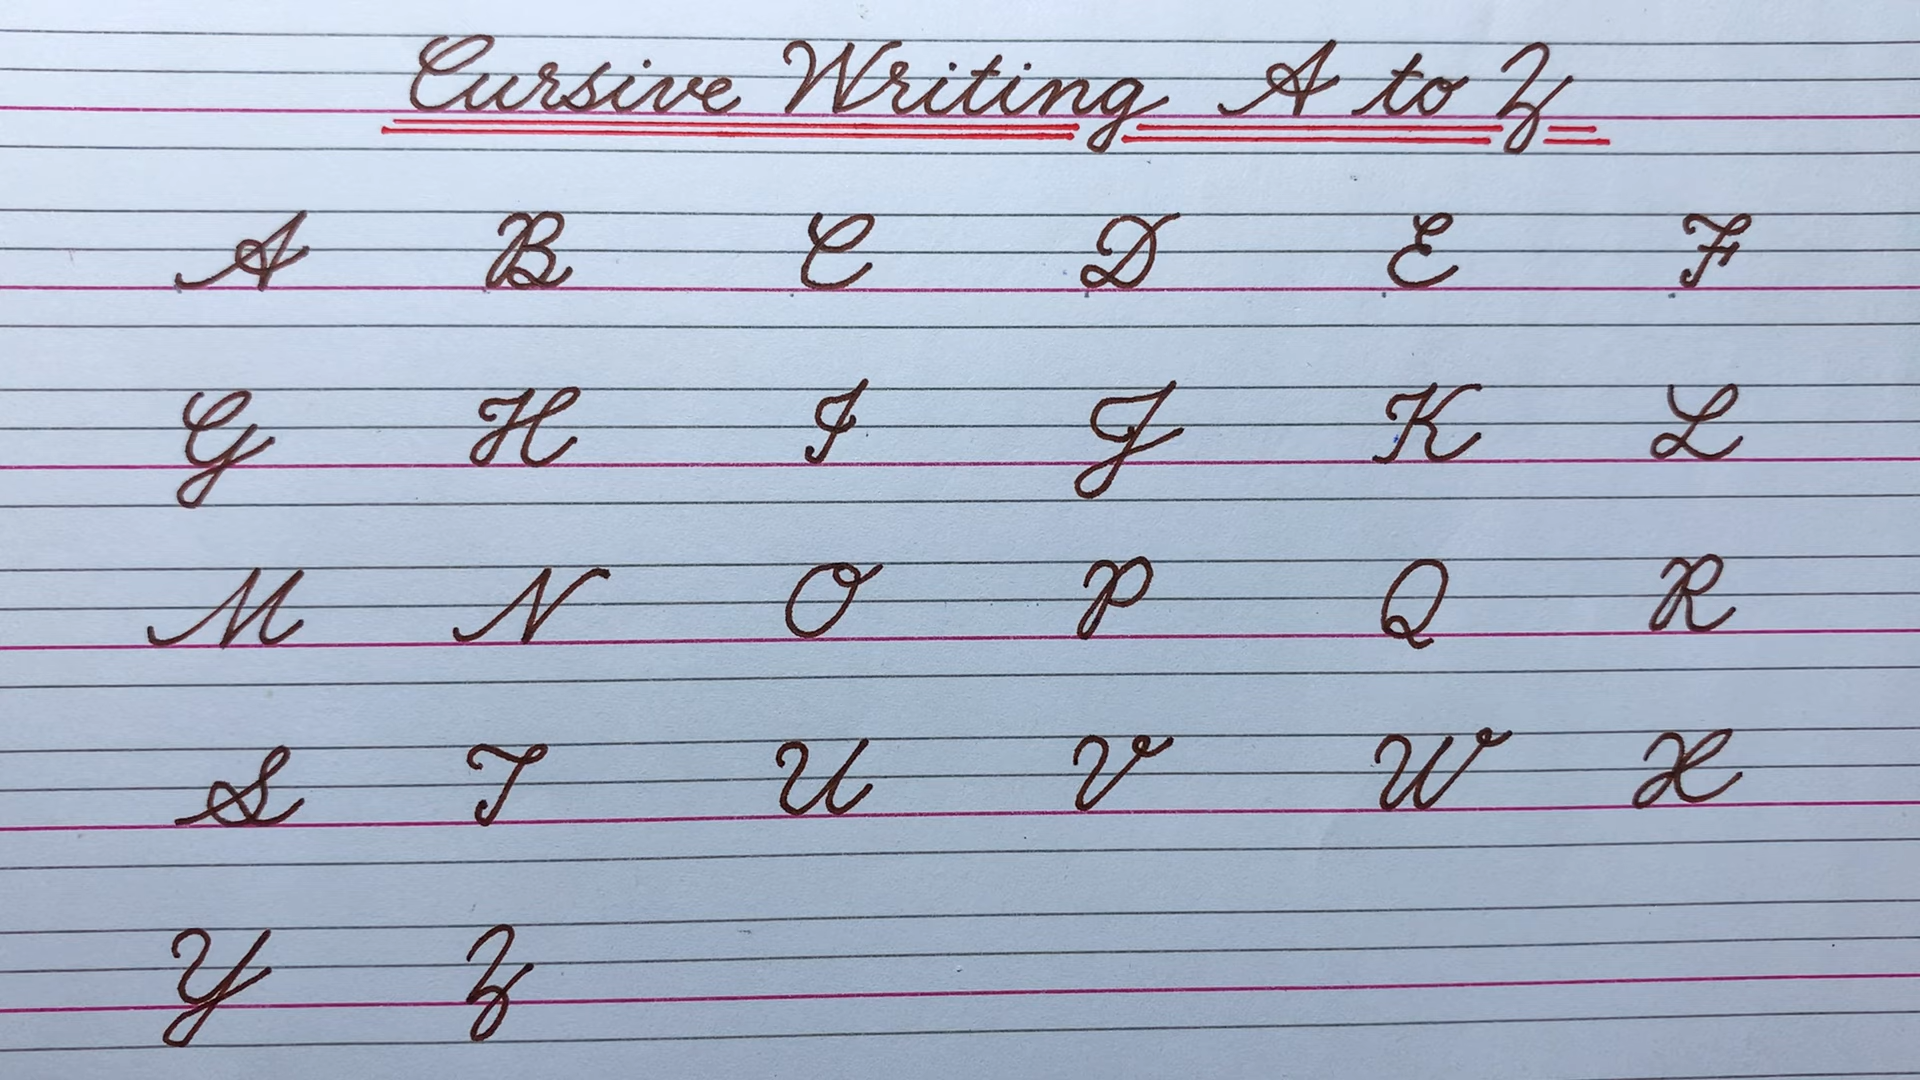 Cursive Writing A to Z
A B C D E F
G H I J K L
M N O P Q R
S T U V W X
Y Z